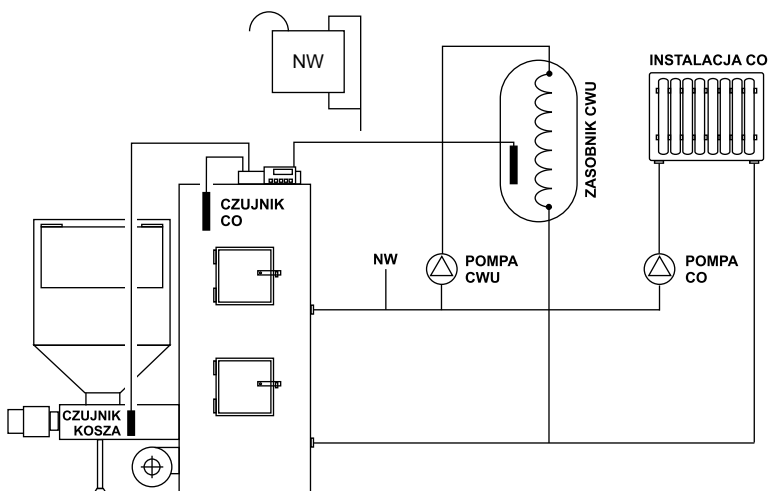 NW
INSTALACJA CO
ZASOBNIK CWU
CZUJNIK
CO
NW
POMPA
CWU
POMPA
CO
CZUJNIK
KOSZA